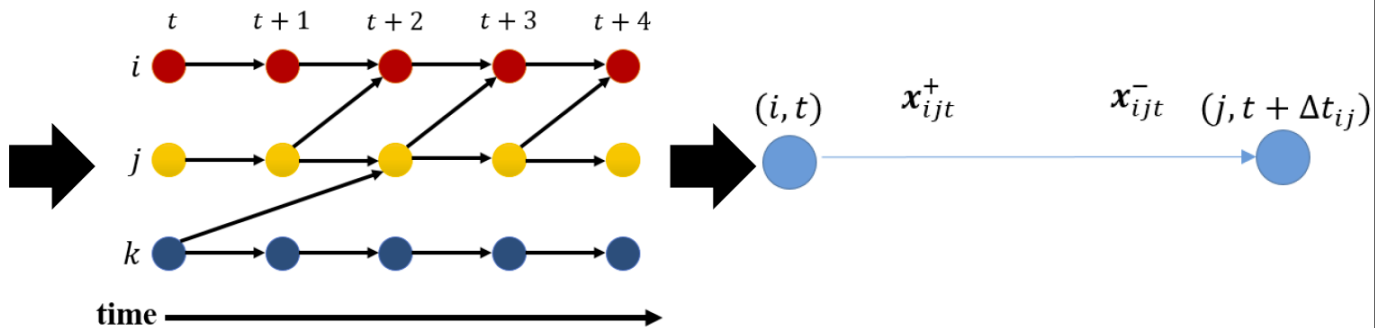 t t + 1 t + 2 t + 3 t + 4
i
j
k
time
(i, t) x⁺ᵢⱼₜ x⁻ᵢⱼₜ (j, t + Δtᵢⱼ)